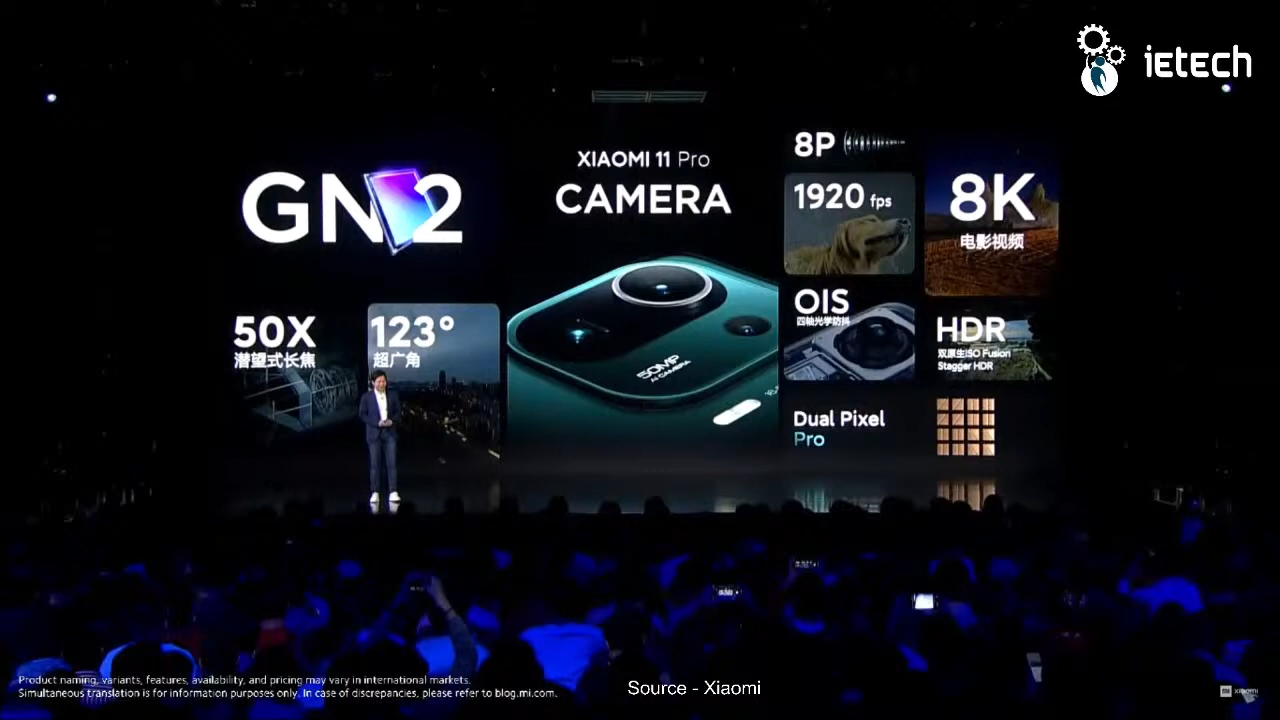 ietech
GN2
XIAOMI 11 Pro
CAMERA
50X
潜望式长焦
123°
超广角
50MP
AI CAMERA
8P
1920 fps
8K
电影视频
OIS
四轴光学防抖
HDR
双原生ISO Fusion
Stagger HDR
Dual Pixel
Pro
Product naming, variants, features, availability, and pricing may vary in international markets.
Simultaneous translation is for information purposes only. In case of discrepancies, please refer to blog.mi.com.
Source - Xiaomi
xiaomi